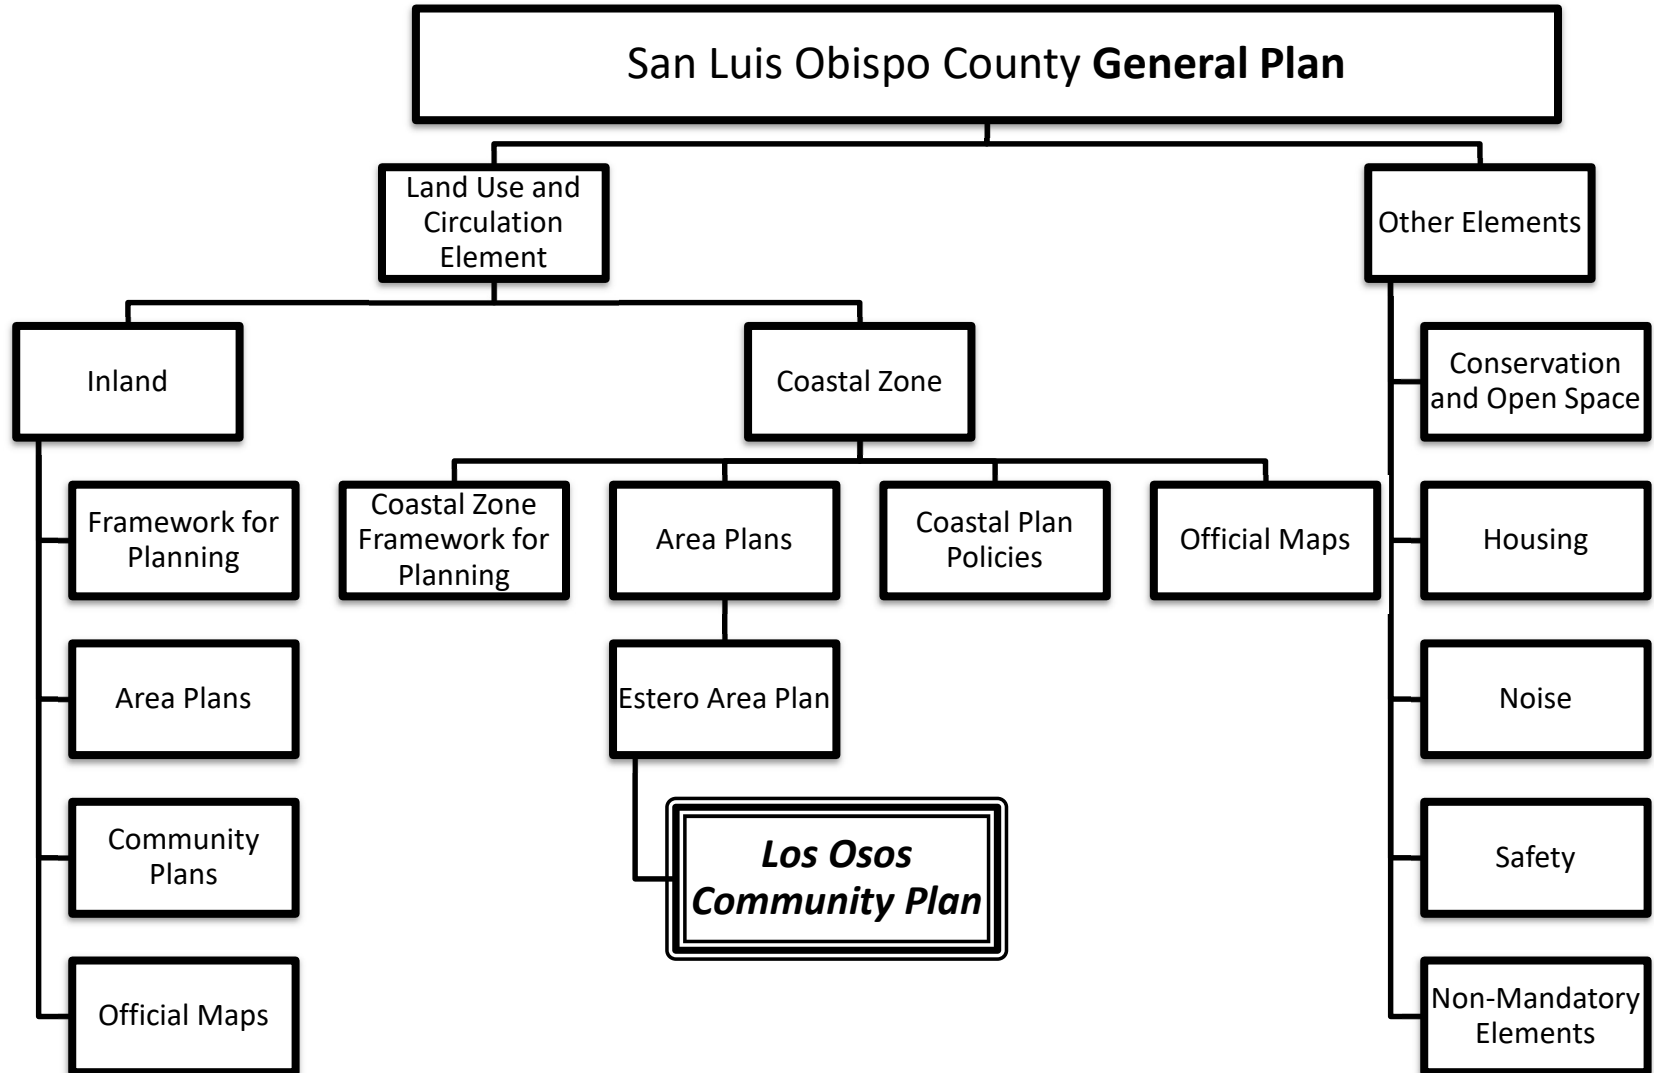 San Luis Obispo County General Plan
Land Use and
Circulation
Element
Other Elements
Inland
Coastal Zone
Conservation
and Open Space
Framework for
Planning
Coastal Zone
Framework for
Planning
Area Plans
Coastal Plan
Policies
Official Maps
Housing
Area Plans
Estero Area Plan
Noise
Community
Plans
Los Osos
Community Plan
Safety
Official Maps
Non-Mandatory
Elements